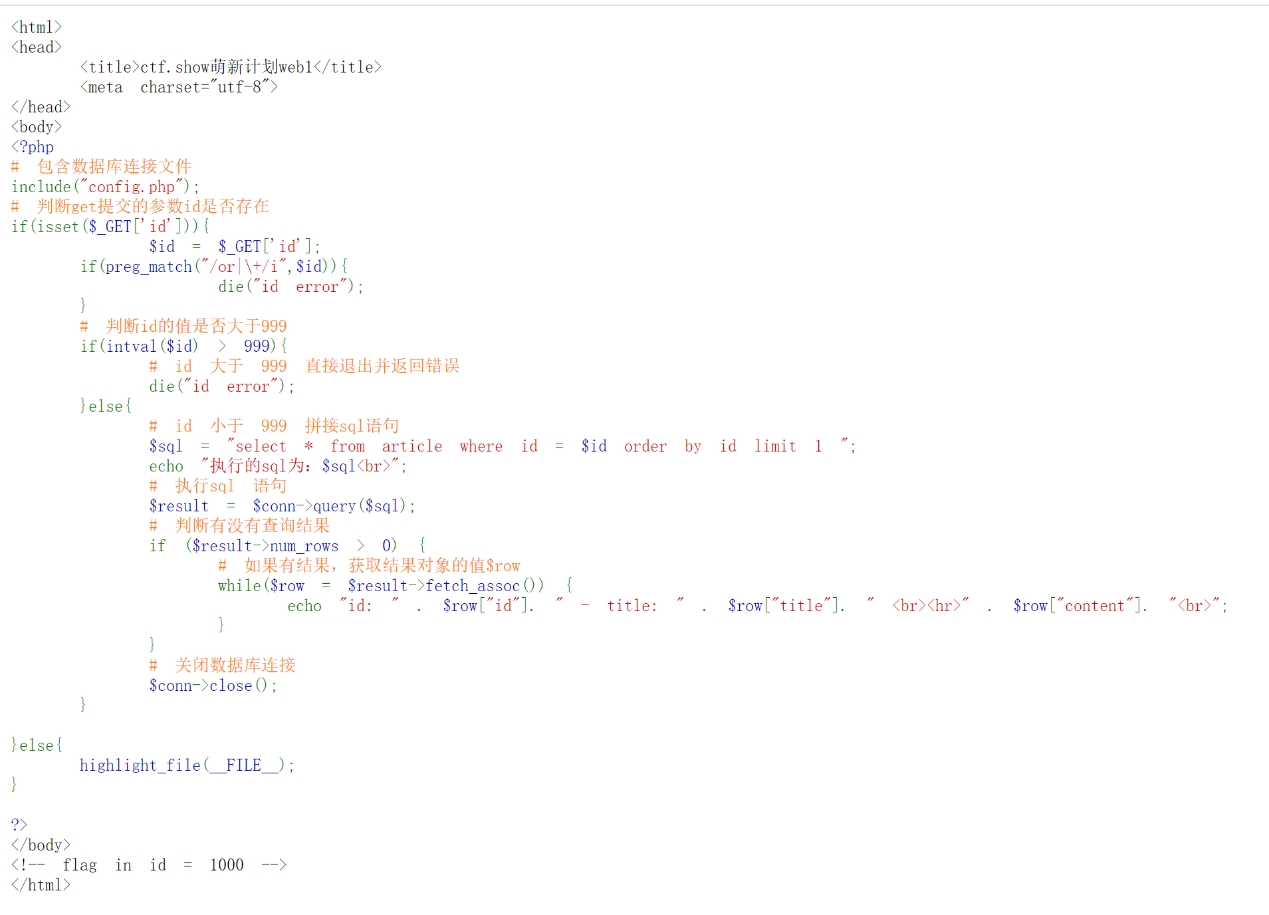 <html>
<head>
        <title>ctf.show萌新计划web1</title>
        <meta charset="utf-8">
</head>
<body>
<?php
# 包含数据库连接文件
include("config.php");
# 判断get提交的参数id是否存在
if(isset($_GET['id'])){
                $id = $_GET['id'];
        if(preg_match("/or|\+/i",$id)){
                        die("id error");
        }
        # 判断id的值是否大于999
        if(intval($id) > 999){
                # id 大于 999 直接退出并返回错误
                die("id error");
        }else{
                # id 小于 999 拼接sql语句
                $sql = "select * from article where id = $id order by id limit 1 ";
                echo "执行的sql为：$sql<br>";
                # 执行sql 语句
                $result = $conn->query($sql);
                # 判断有没有查询结果
                if ($result->num_rows > 0) {
                        # 如果有结果，获取结果对象的值$row
                        while($row = $result->fetch_assoc()) {
                                echo "id: " . $row["id"]. " - title: " . $row["title"]. " <br><hr>" . $row["content"]. "<br>";
                        }
                }
                # 关闭数据库连接
                $conn->close();
        }
}else{
        highlight_file(__FILE__);
}
?>
</body>
<!-- flag in id = 1000 -->
</html>